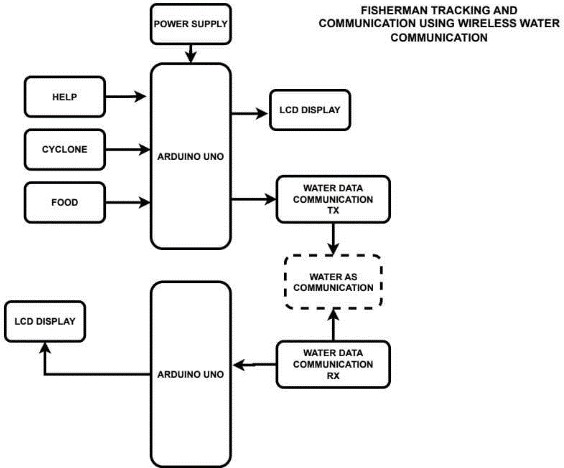 FISHERMAN TRACKING AND
COMMUNICATION USING WIRELESS WATER
COMMUNICATION
POWER SUPPLY
HELP
CYCLONE
FOOD
ARDUINO UNO
LCD DISPLAY
WATER DATA
COMMUNICATION
TX
WATER AS
COMMUNICATION
LCD DISPLAY
ARDUINO UNO
WATER DATA
COMMUNICATION
RX